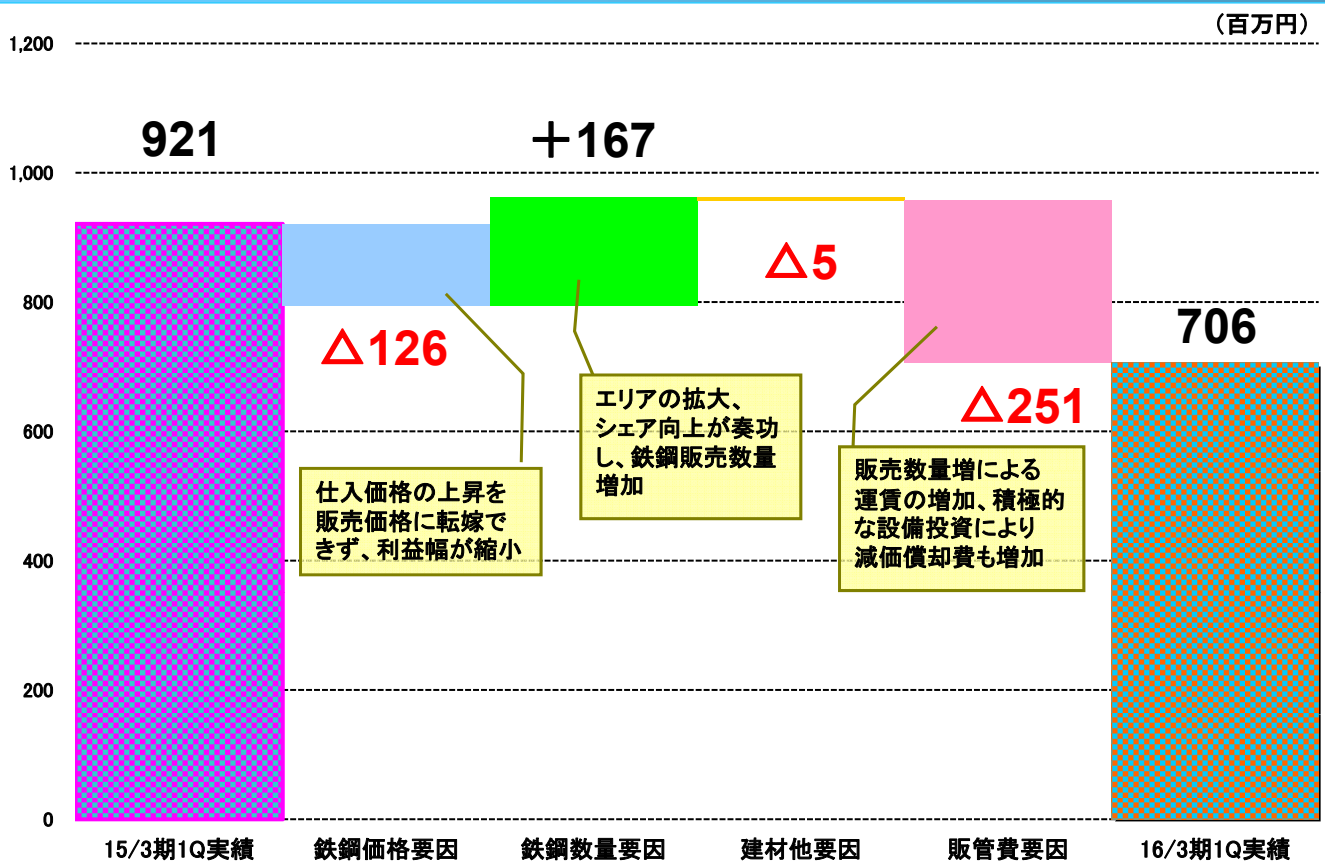 （百万円）
1,200
1,000
800
600
400
200
0
921
△126
＋167
△5
△251
706
仕入価格の上昇を
販売価格に転嫁で
きず、利益幅が縮小
エリアの拡大、
シェア向上が奏功
し、鉄鋼販売数量
増加
販売数量増による
運賃の増加、積極的
な設備投資により
減価償却費も増加
15/3期1Q実績
鉄鋼価格要因
鉄鋼数量要因
建材他要因
販管費要因
16/3期1Q実績